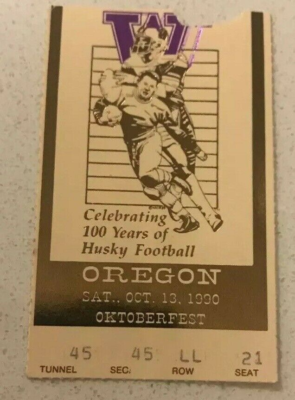 W
Celebrating
100 Years of
Husky Football
OREGON
SAT., OCT. 13, 1990
OKTOBERFEST
45 45 LL 21
TUNNEL SEC. ROW SEAT